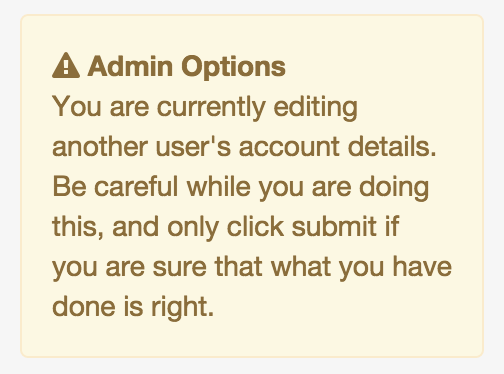 Admin Options
You are currently editing
another user's account details.
Be careful while you are doing
this, and only click submit if
you are sure that what you have
done is right.